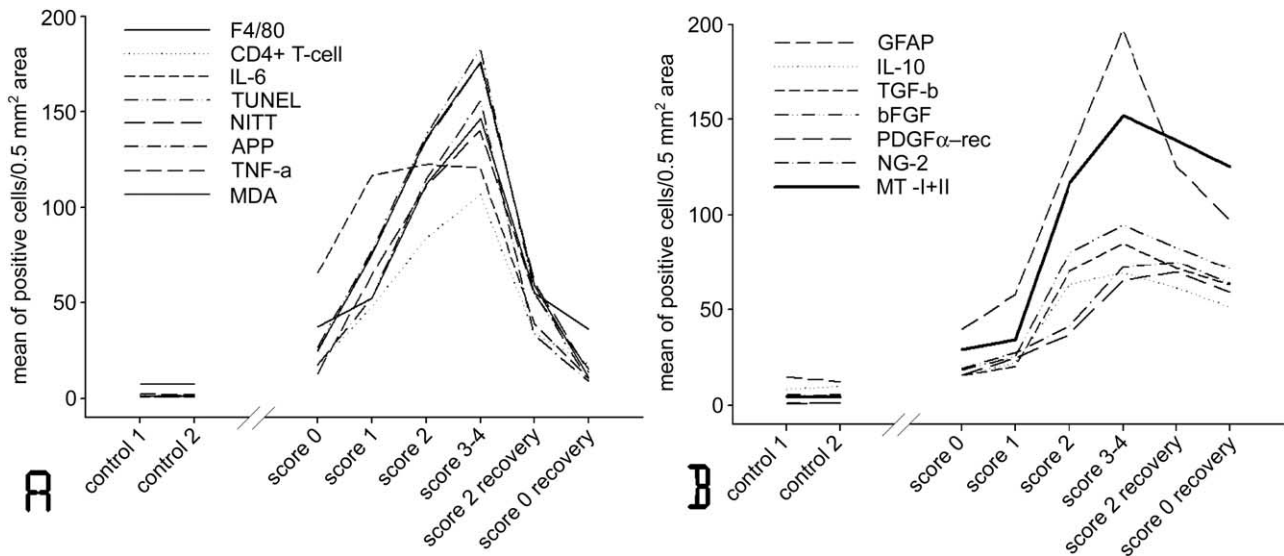 mean of positive cells/0.5 mm² area
200
150
100
50
0
F4/80
CD4+ T-cell
IL-6
TUNEL
NITT
APP
TNF-a
MDA
control 1
control 2
score 0
score 1
score 2
score 3-4
score 2 recovery
score 0 recovery
A
mean of positive cells/0.5 mm² area
200
150
100
50
0
GFAP
IL-10
TGF-b
bFGF
PDGFα–rec
NG-2
MT -I+II
control 1
control 2
score 0
score 1
score 2
score 3-4
score 2 recovery
score 0 recovery
B